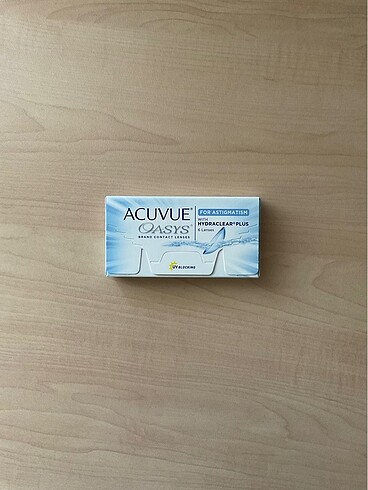 ACUVUE®
OASYS®
BRAND CONTACT LENSES
FOR ASTIGMATISM
WITH
HYDRACLEAR® PLUS
6 Lenses
UV BLOCKING